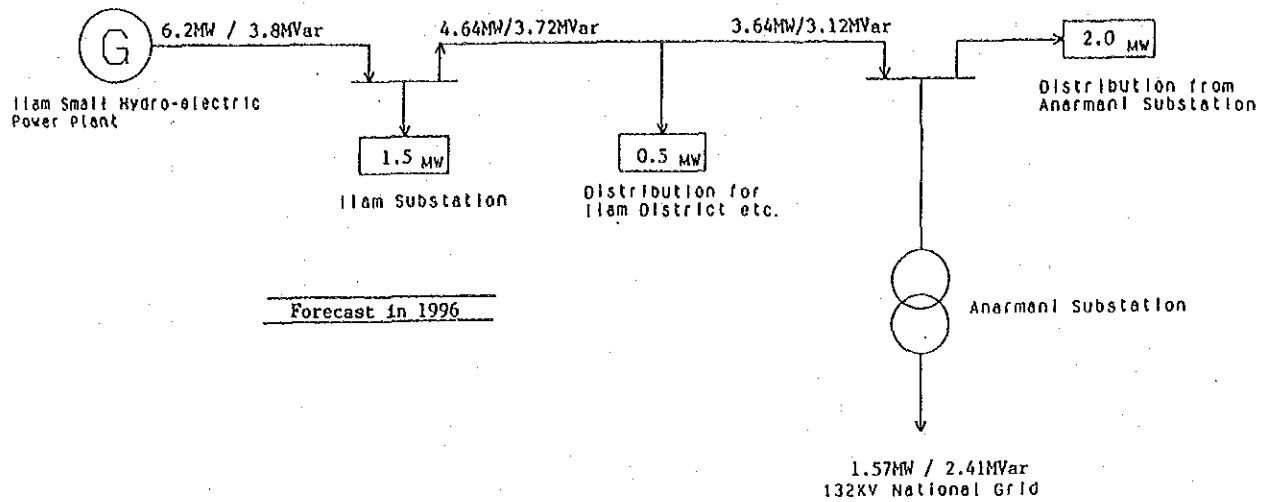 G
6.2MW / 3.8MVar
4.64MW/3.72MVar
3.64MW/3.12MVar
2.0 MW
Ilam Small Hydro-electric
Power Plant
Distribution from
Anarmani Substation
1.5 MW
0.5 MW
Ilam Substation
Distribution for
Ilam District etc.
Forecast in 1996
Anarmani Substation
1.57MW / 2.41MVar
132KV National Grid